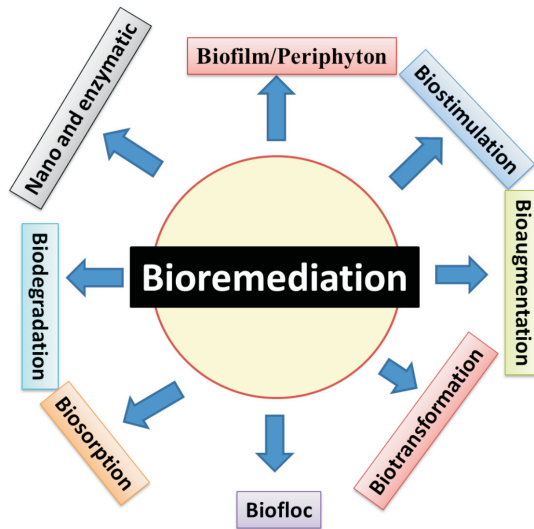 Biofilm/Periphyton
Nano and enzymatic
Biostimulation
Bioremediation
Biodegradation
Bioaugmentation
Biosorption
Biotransformation
Biofloc